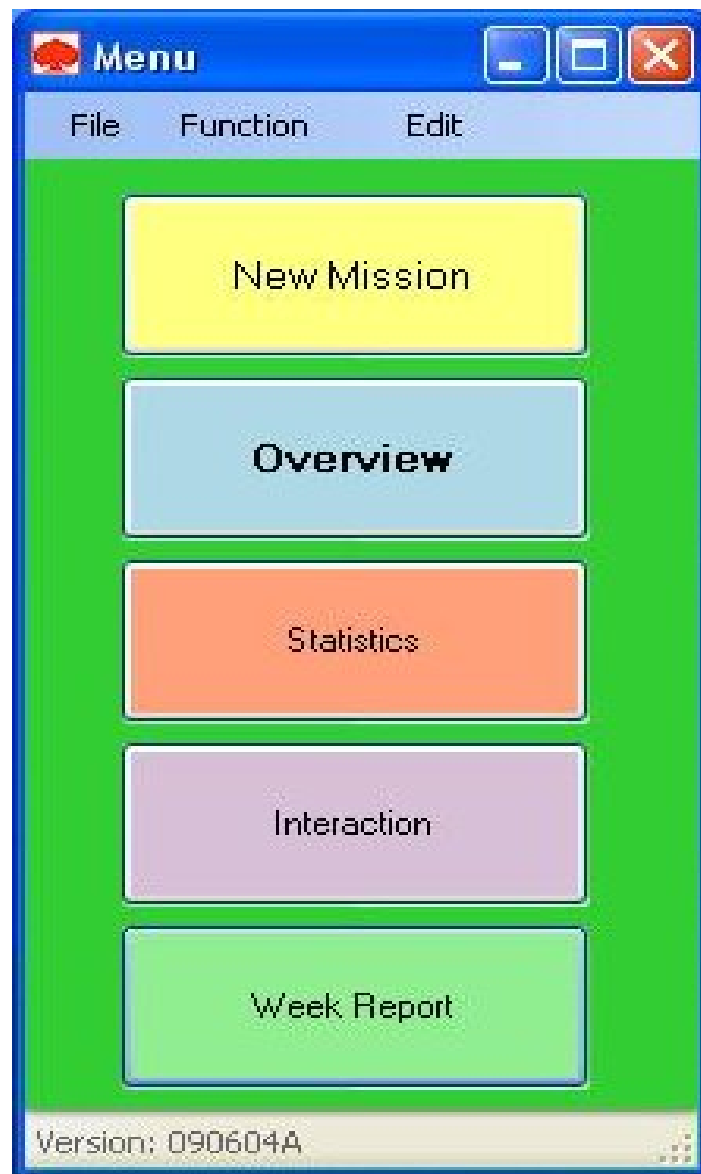 Menu
File Function Edit
New Mission
Overview
Statistics
Interaction
Week Report
Version: 090604A